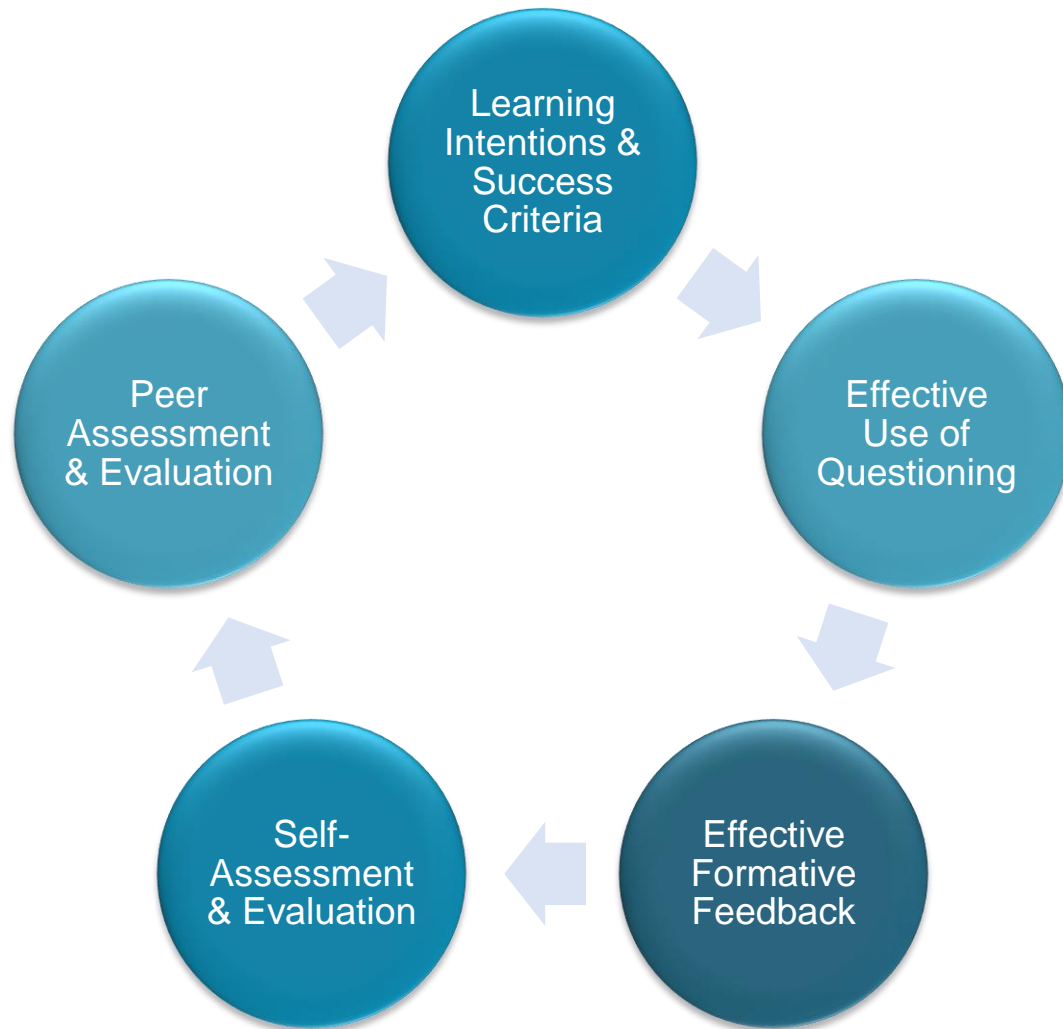 Learning
Intentions &
Success
Criteria
Effective
Use of
Questioning
Effective
Formative
Feedback
Self-
Assessment
& Evaluation
Peer
Assessment
& Evaluation